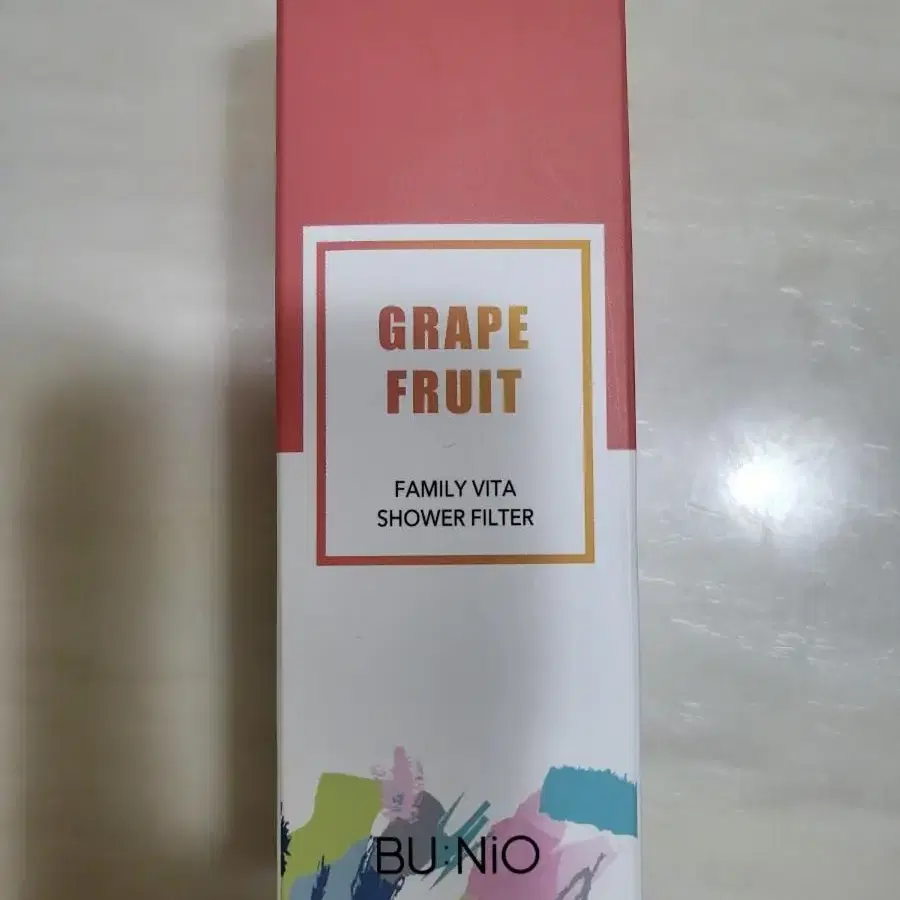 GRAPE
FRUIT
FAMILY VITA
SHOWER FILTER
BU:NiO